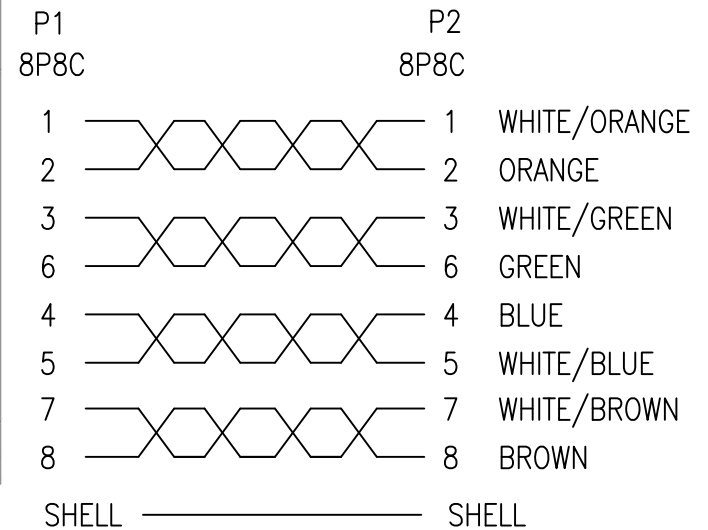 P1 P2
8P8C 8P8C
1 1 WHITE/ORANGE
2 2 ORANGE
3 3 WHITE/GREEN
6 6 GREEN
4 4 BLUE
5 5 WHITE/BLUE
7 7 WHITE/BROWN
8 8 BROWN
SHELL SHELL